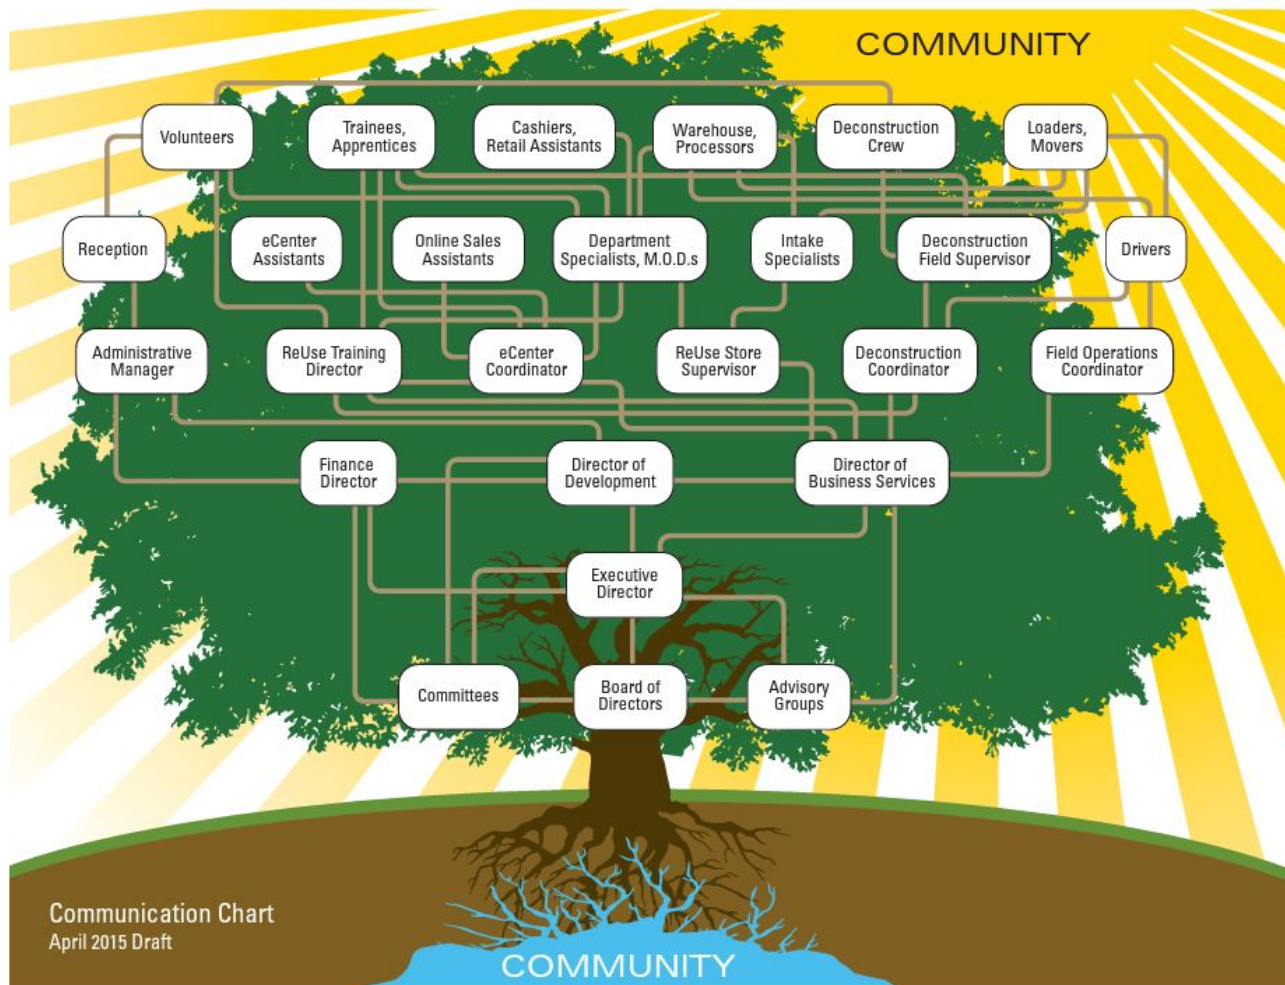 COMMUNITY
Volunteers
Trainees,
Apprentices
Cashiers,
Retail Assistants
Warehouse,
Processors
Deconstruction
Crew
Loaders,
Movers
Reception
eCenter
Assistants
Online Sales
Assistants
Department
Specialists, M.O.D.s
Intake
Specialists
Deconstruction
Field Supervisor
Drivers
Administrative
Manager
ReUse Training
Director
eCenter
Coordinator
ReUse Store
Supervisor
Deconstruction
Coordinator
Field Operations
Coordinator
Finance
Director
Director of
Development
Director of
Business Services
Executive
Director
Committees
Board of
Directors
Advisory
Groups
Communication Chart
April 2015 Draft
COMMUNITY